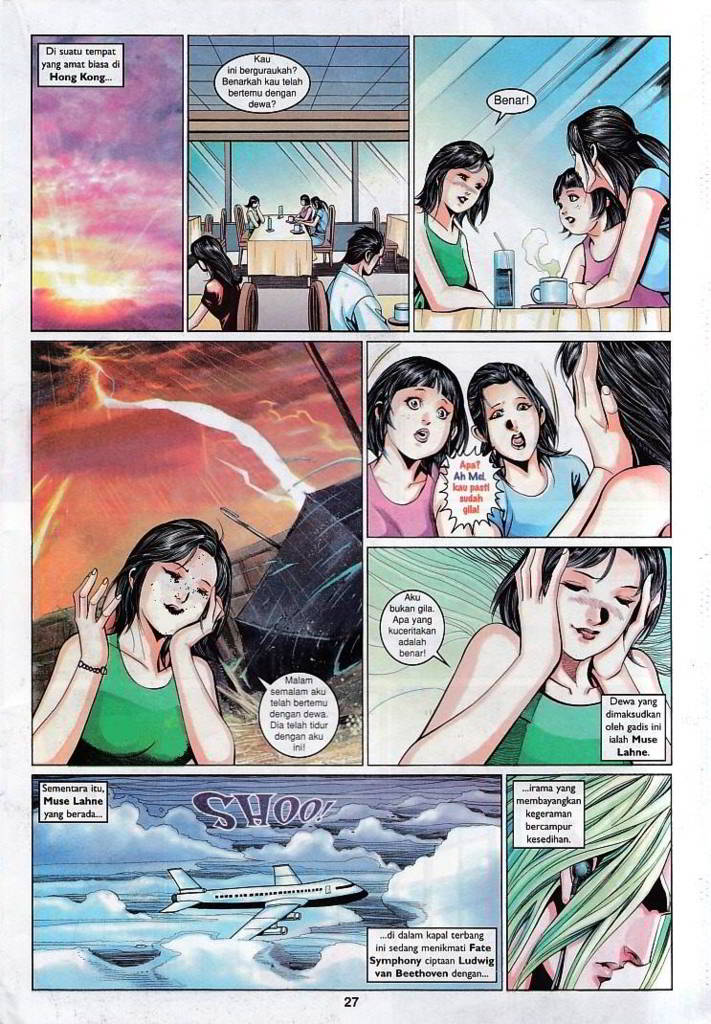 Di suatu tempat
yang amat biasa di
Hong Kong...
Kau
ini berguraukah?
Benarkah kau telah
bertemu dengan
dewa?
Benar!
Malam
semalam aku
telah bertemu
dengan dewa.
Dia telah tidur
dengan aku
ini!
Apa?
Ah Mei,
kau pasti
sudah
gila!
Aku
bukan gila.
Apa yang
kuceritakan
adalah
benar!
Dewa yang
dimaksudkan
oleh gadis ini
ialah Muse
Lahne.
Sementara itu,
Muse Lahne
yang berada...
SHOO!
...di dalam kapal terbang
ini sedang menikmati Fate
Symphony ciptaan Ludwig
van Beethoven dengan...
...irama yang
membayangkan
kegeraman
bercampur
kesedihan.
27